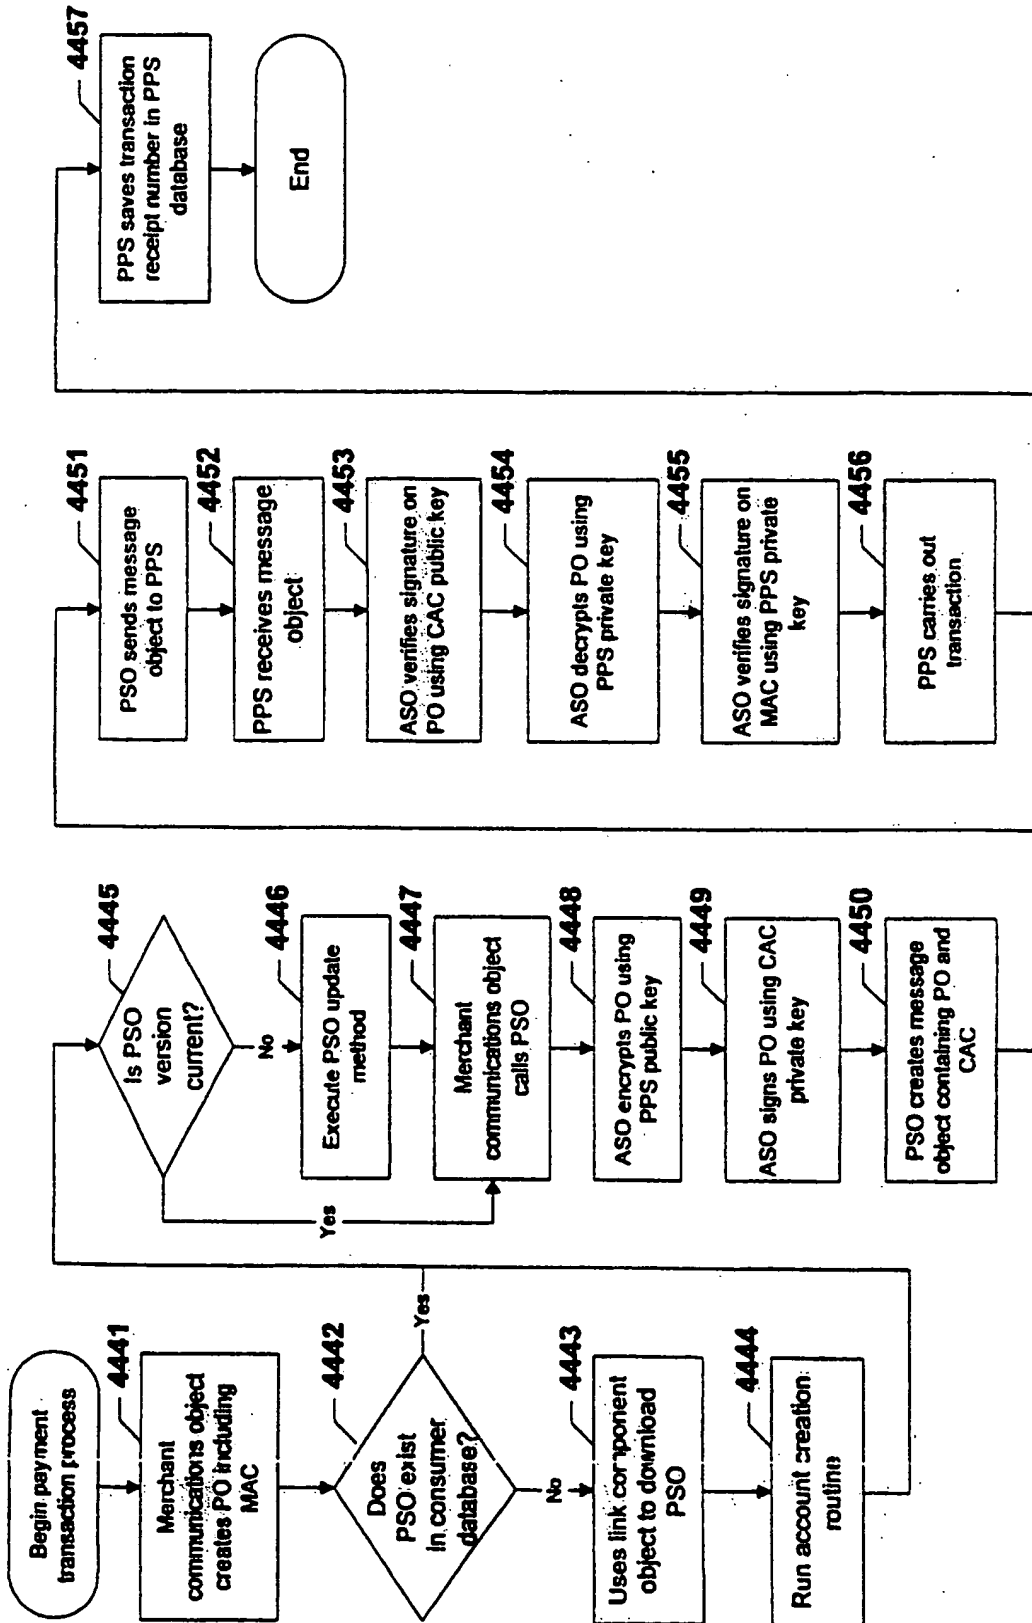 Begin payment
transaction process
4441
Merchant
communications object
creates PO including
MAC
4442
Does
PSO exist
in consumer
database?
Yes
No
4443
Uses link component
object to download
PSO
4444
Run account creation
routine
4445
Is PSO
version
current?
No
Yes
4446
Execute PSO update
method
4447
Merchant
communications object
calls PSO
4448
ASO encrypts PO using
PPS public key
4449
ASO signs PO using CAC
private key
4450
PSO creates message
object containing PO and
CAC
4451
PSO sends message
object to PPS
4452
PPS receives message
object
4453
ASO verifies signature on
PO using CAC public key
4454
ASO decrypts PO using
PPS private key
4455
ASO verifies signature on
MAC using PPS private
key
4456
PPS carries out
transaction
4457
PPS saves transaction
receipt number in PPS
database
End